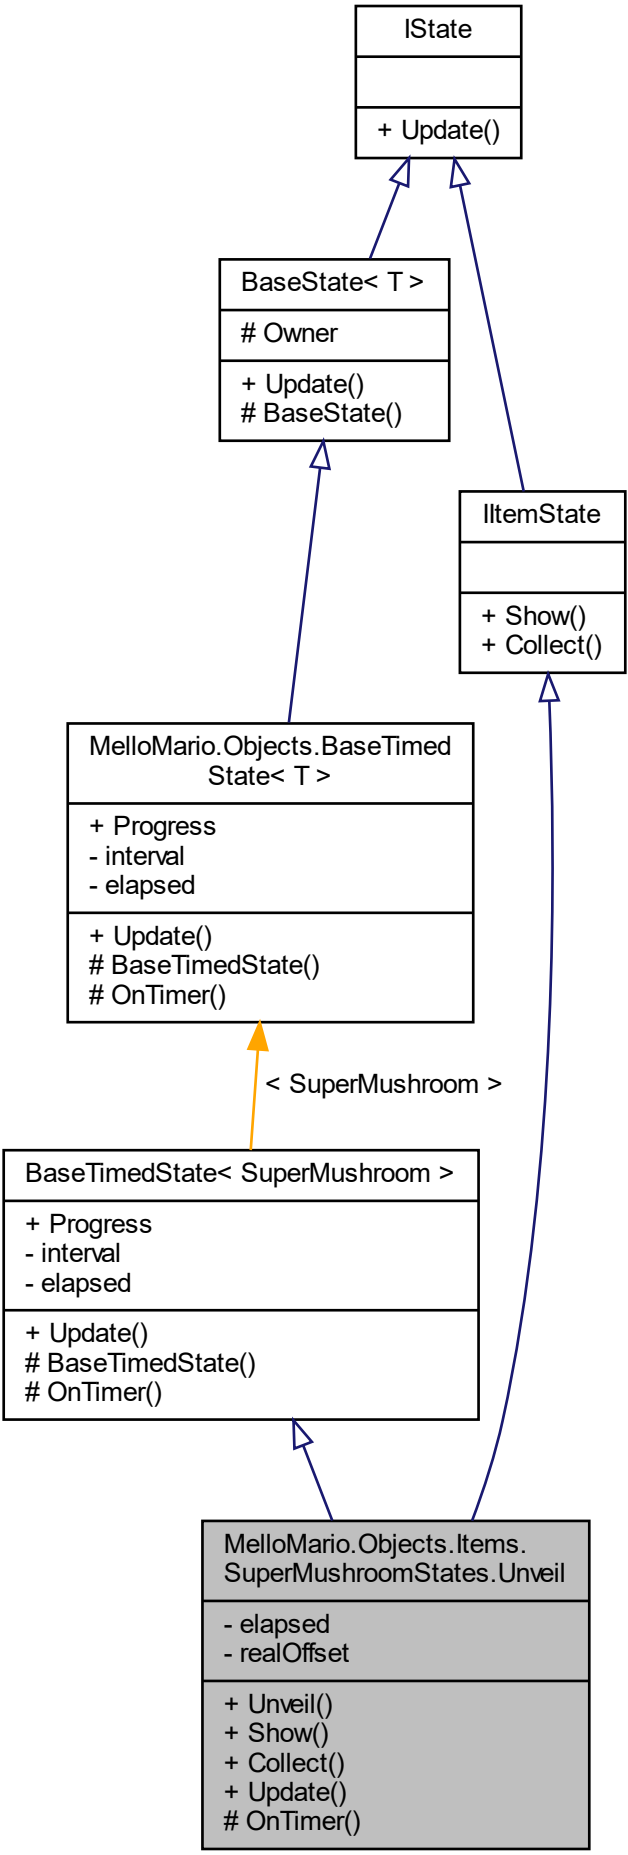 IState
+ Update()
BaseState< T >
# Owner
+ Update()
# BaseState()
IItemState
+ Show()
+ Collect()
MelloMario.Objects.BaseTimed
State< T >
+ Progress
- interval
- elapsed
+ Update()
# BaseTimedState()
# OnTimer()
< SuperMushroom >
BaseTimedState< SuperMushroom >
+ Progress
- interval
- elapsed
+ Update()
# BaseTimedState()
# OnTimer()
MelloMario.Objects.Items.
SuperMushroomStates.Unveil
- elapsed
- realOffset
+ Unveil()
+ Show()
+ Collect()
+ Update()
# OnTimer()